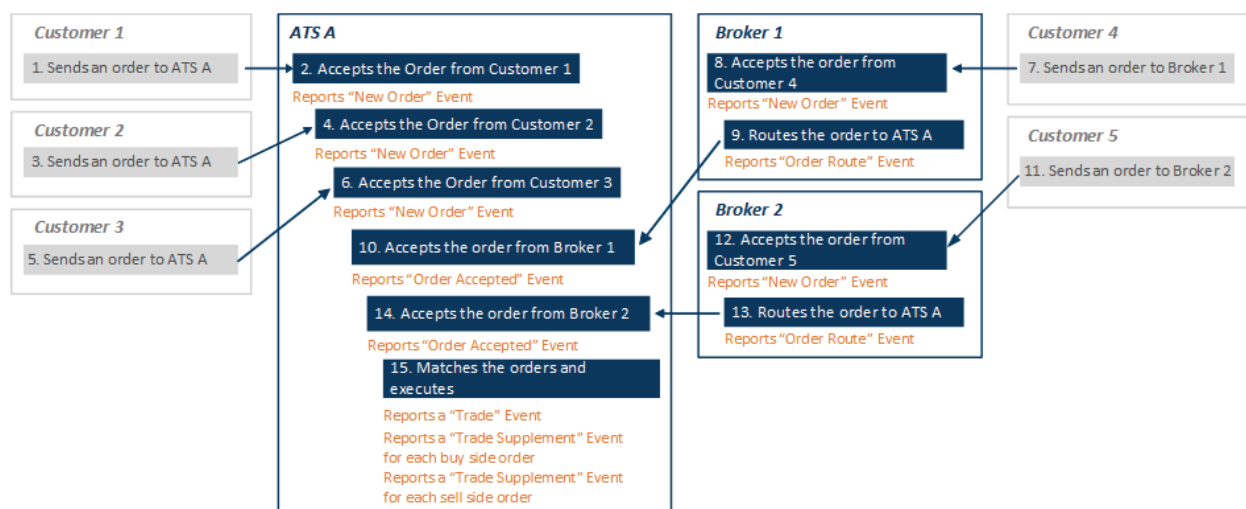 Customer 1
1. Sends an order to ATS A
Customer 2
3. Sends an order to ATS A
Customer 3
5. Sends an order to ATS A
ATS A
2. Accepts the Order from Customer 1
Reports “New Order” Event
4. Accepts the Order from Customer 2
Reports “New Order” Event
6. Accepts the Order from Customer 3
Reports “New Order” Event
10. Accepts the order from Broker 1
Reports “Order Accepted” Event
14. Accepts the order from Broker 2
Reports “Order Accepted” Event
15. Matches the orders and
executes
Reports a “Trade” Event
Reports a “Trade Supplement” Event
for each buy side order
Reports a “Trade Supplement” Event
for each sell side order
Broker 1
8. Accepts the order from
Customer 4
Reports “New Order” Event
9. Routes the order to ATS A
Reports “Order Route” Event
Broker 2
12. Accepts the order from
Customer 5
Reports “New Order” Event
13. Routes the order to ATS A
Reports “Order Route” Event
Customer 4
7. Sends an order to Broker 1
Customer 5
11. Sends an order to Broker 2